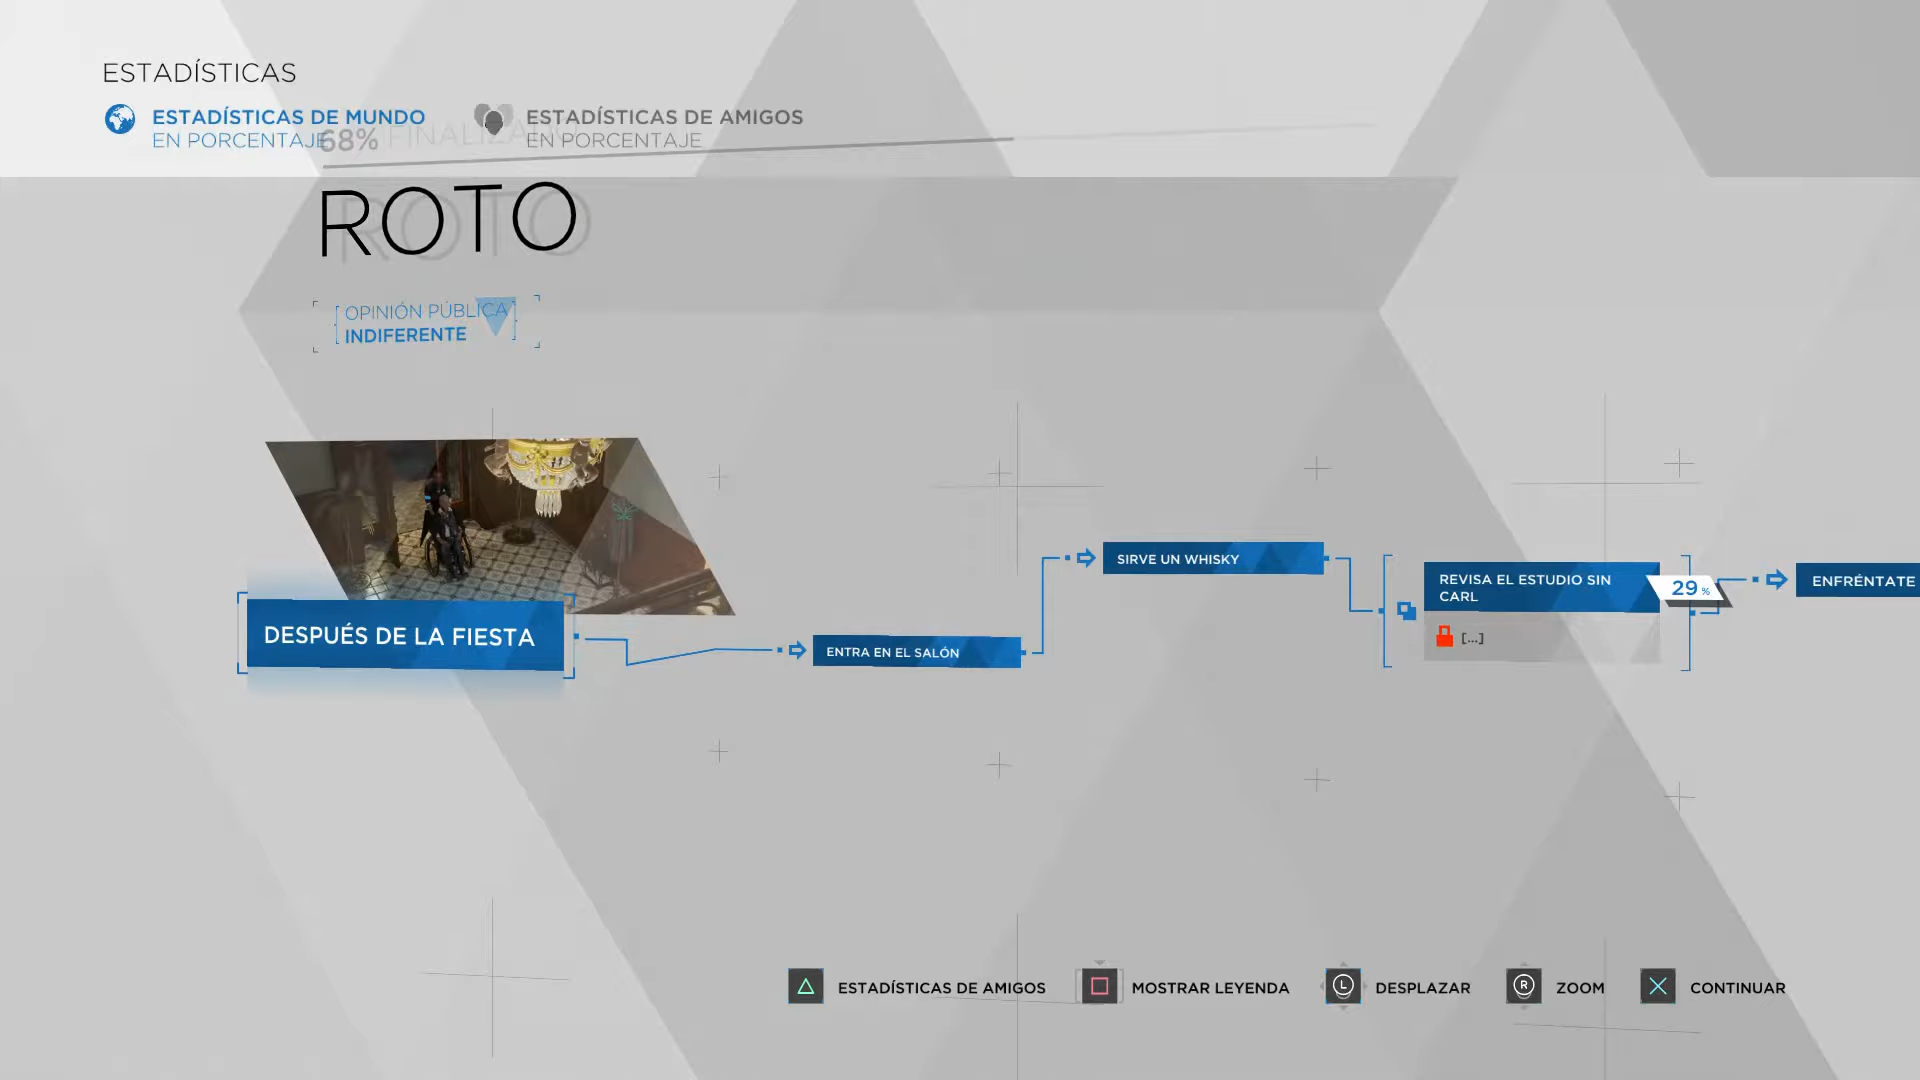 ESTADÍSTICAS
ESTADÍSTICAS DE MUNDO
EN PORCENTAJE
ESTADÍSTICAS DE AMIGOS
EN PORCENTAJE
68%
ROTO
OPINIÓN PÚBLICA
INDIFERENTE
DESPUÉS DE LA FIESTA
ENTRA EN EL SALÓN
SIRVE UN WHISKY
REVISA EL ESTUDIO SIN
CARL
29 %
[...]
ENFRÉNTATE
ESTADÍSTICAS DE AMIGOS
MOSTRAR LEYENDA
L
DESPLAZAR
R
ZOOM
CONTINUAR